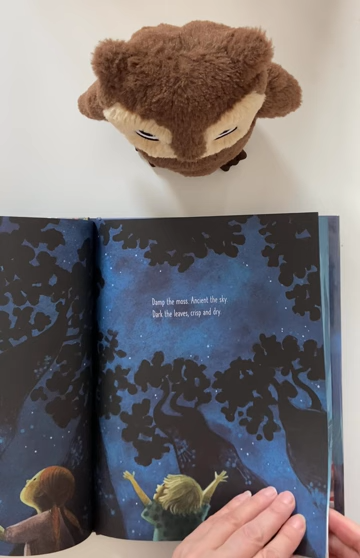 Damp the moss. Ancient the sky.
Dark the leaves, crisp and dry.